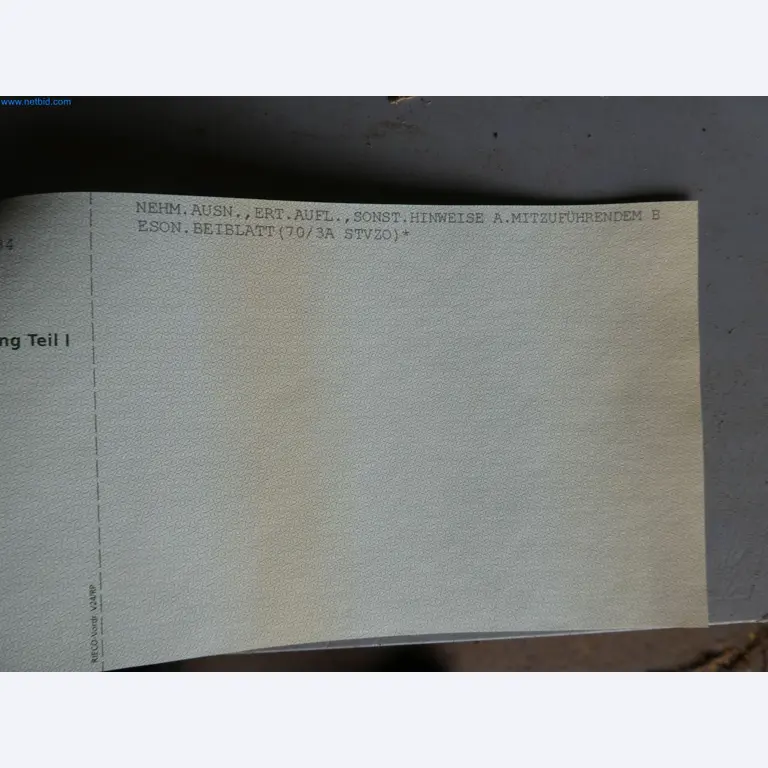 www.netbid.com
NEHM.AUSN.,ERT.AUFL.,SONST.HINWEISE A.MITZUFÜHRENDEM B
ESON.BEIBLATT(70/3A STVZO)*
ng Teil I